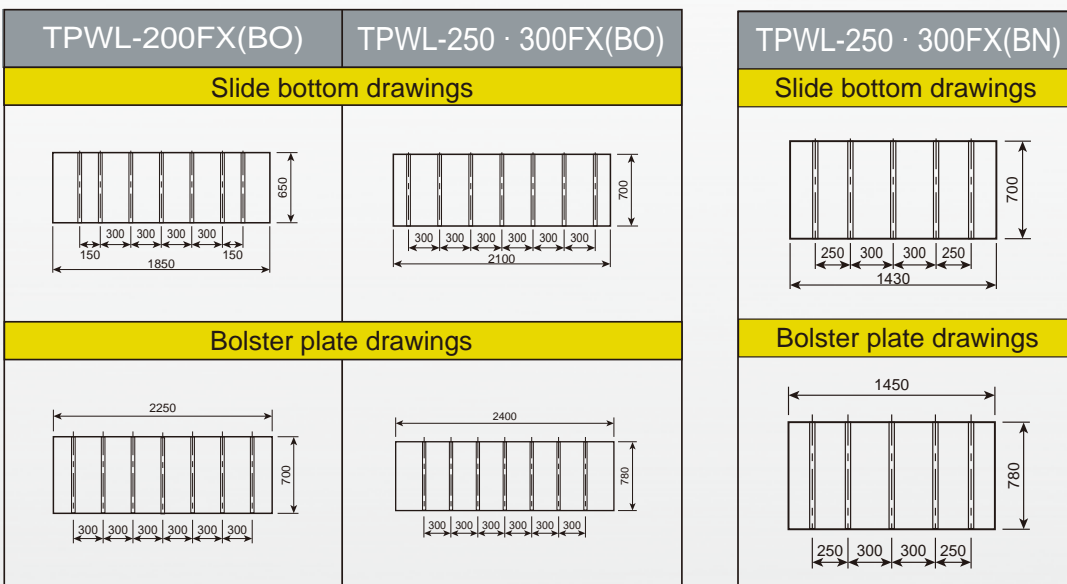 TPWL-200FX(BO)
TPWL-250 · 300FX(BO)
Slide bottom drawings
650
300 300 300 300
150 150
1850
700
300 300 300 300 300 300
2100
Bolster plate drawings
2250
700
300 300 300 300 300 300
2400
780
300 300 300 300 300 300
TPWL-250 · 300FX(BN)
Slide bottom drawings
700
250 300 300 250
1430
Bolster plate drawings
1450
780
250 300 300 250